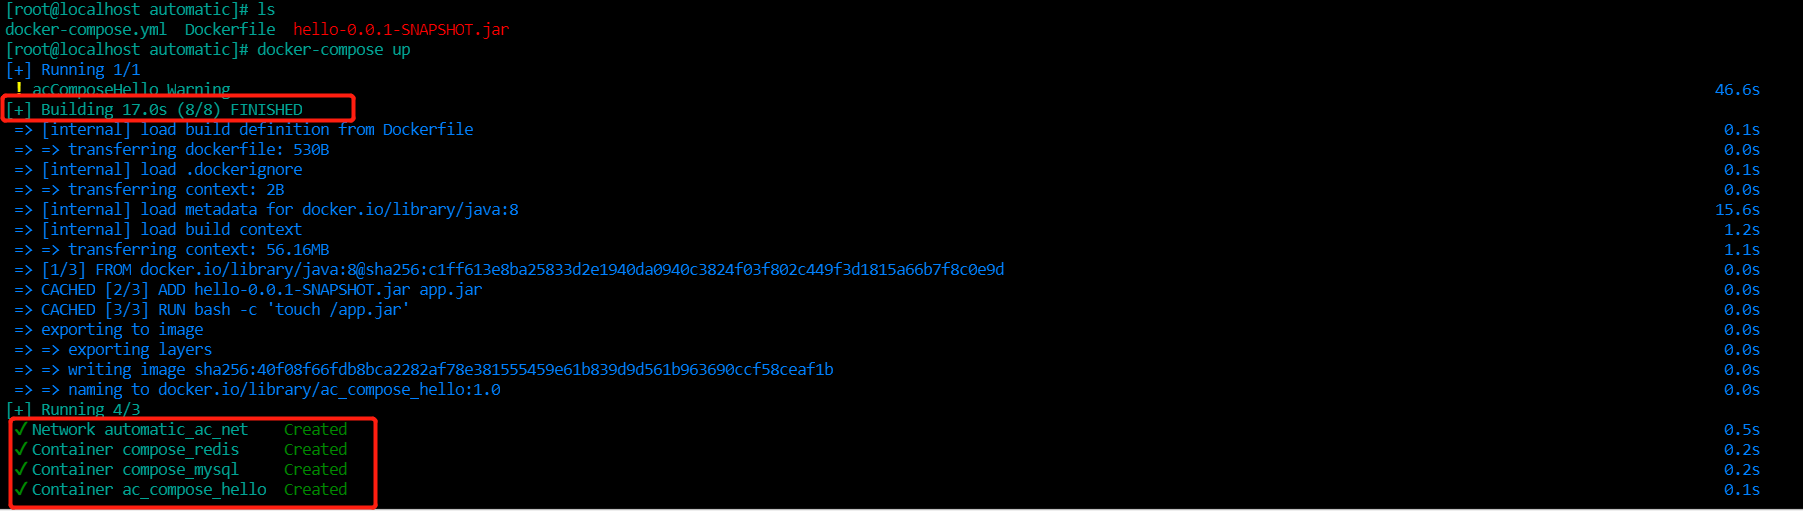 [root@localhost automatic]# ls
docker-compose.yml  Dockerfile  hello-0.0.1-SNAPSHOT.jar
[root@localhost automatic]# docker-compose up
[+] Running 1/1
 ! acComposeHello Warning 46.6s
[+] Building 17.0s (8/8) FINISHED
 => [internal] load build definition from Dockerfile 0.1s
 => => transferring dockerfile: 530B 0.0s
 => [internal] load .dockerignore 0.1s
 => => transferring context: 2B 0.0s
 => [internal] load metadata for docker.io/library/java:8 15.6s
 => [internal] load build context 1.2s
 => => transferring context: 56.16MB 1.1s
 => [1/3] FROM docker.io/library/java:8@sha256:c1ff613e8ba25833d2e1940da0940c3824f03f802c449f3d1815a66b7f8c0e9d 0.0s
 => CACHED [2/3] ADD hello-0.0.1-SNAPSHOT.jar app.jar 0.0s
 => CACHED [3/3] RUN bash -c 'touch /app.jar' 0.0s
 => exporting to image 0.0s
 => => exporting layers 0.0s
 => => writing image sha256:40f08f66fdb8bca2282af78e381555459e61b839d9d561b963690ccf58ceaf1b 0.0s
 => => naming to docker.io/library/ac_compose_hello:1.0 0.0s
[+] Running 4/3
 ✓ Network automatic_ac_net    Created 0.5s
 ✓ Container compose_redis     Created 0.2s
 ✓ Container compose_mysql     Created 0.2s
 ✓ Container ac_compose_hello  Created 0.1s